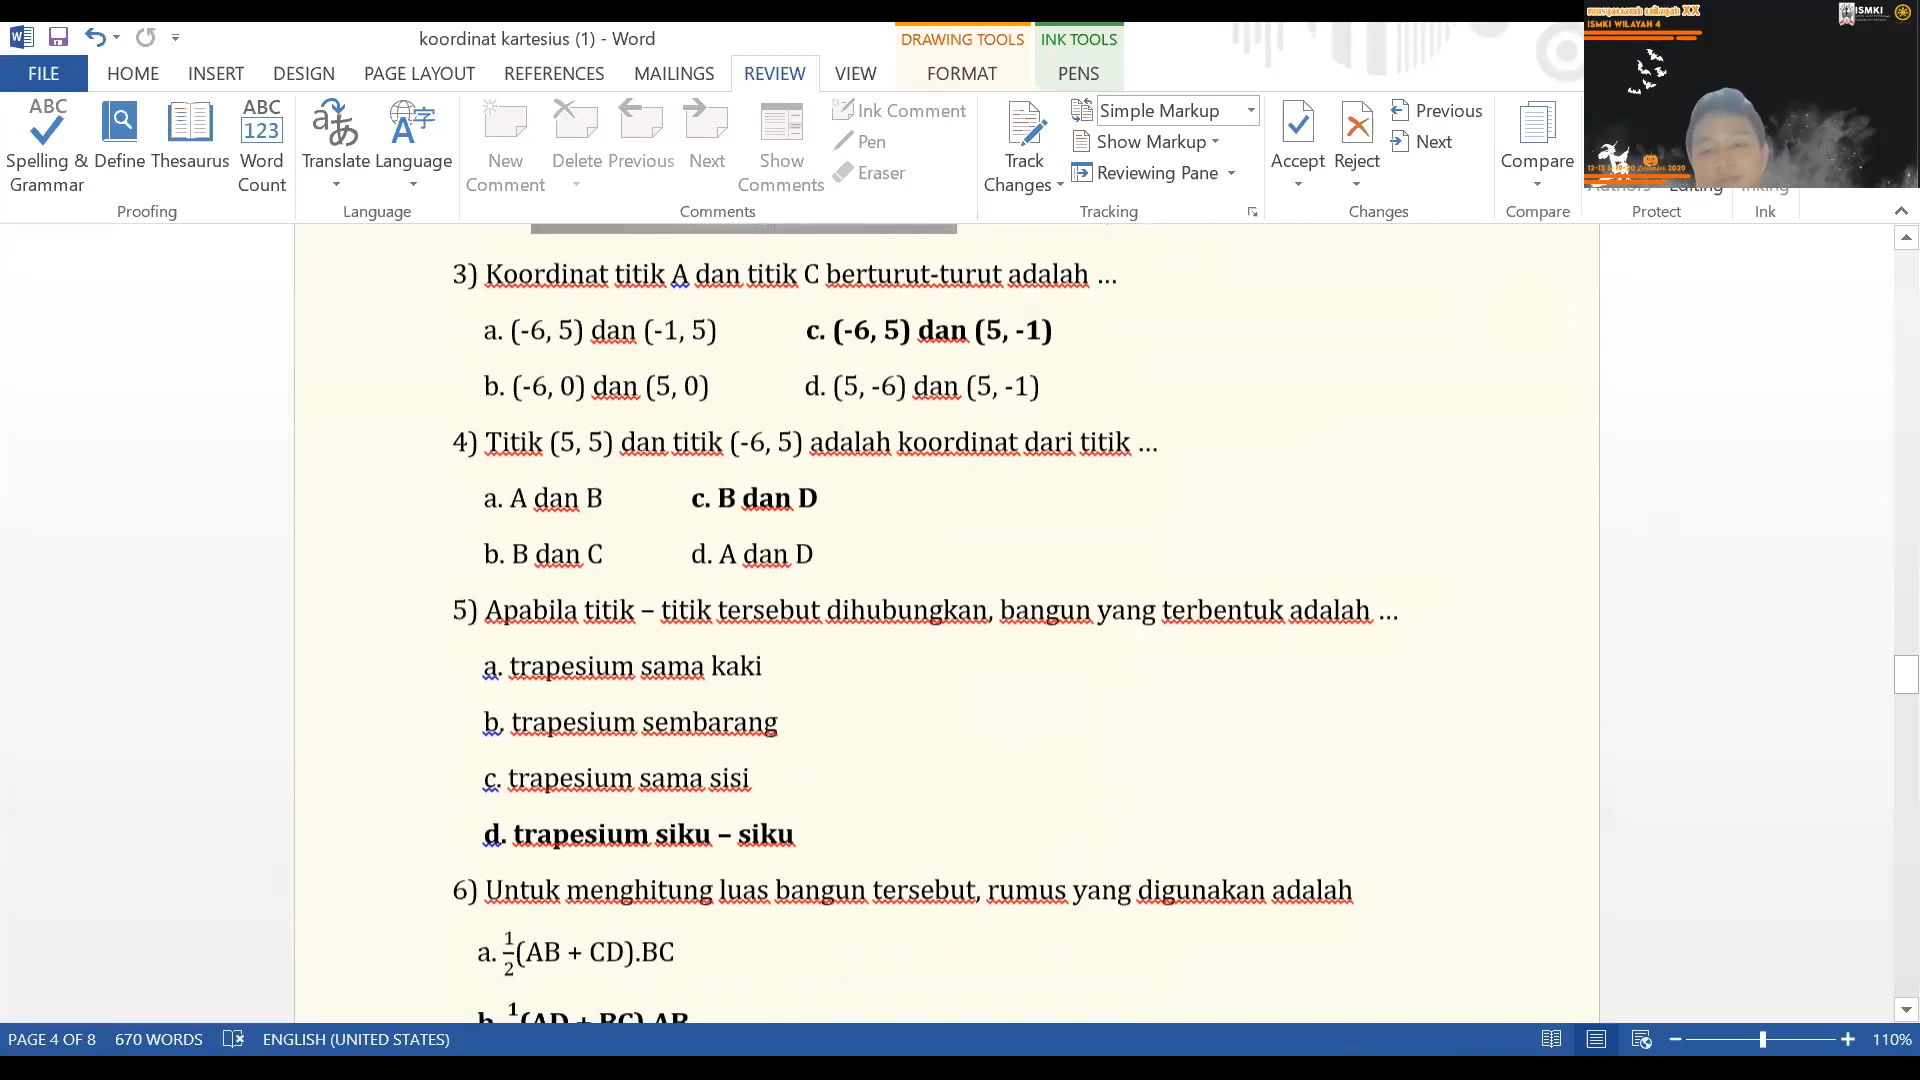 koordinat kartesius (1) - Word
DRAWING TOOLS
INK TOOLS
FILE
HOME
INSERT
DESIGN
PAGE LAYOUT
REFERENCES
MAILINGS
REVIEW
VIEW
FORMAT
PENS
ABC
Spelling &
Grammar
Define
Thesaurus
ABC
123
Word
Count
Proofing
Translate
Language
Language
New
Comment
Delete
Previous
Next
Show
Comments
Ink Comment
Pen
Eraser
Comments
Track
Changes
Simple Markup
Show Markup
Reviewing Pane
Tracking
Accept
Reject
Previous
Next
Changes
Compare
Compare
Authors
Editing
Protect
Inking
Ink
XX
ISMKI WILAYAH 4
ISMKI
3) Koordinat titik A dan titik C berturut-turut adalah ...
a. (-6, 5) dan (-1, 5) c. (-6, 5) dan (5, -1)
b. (-6, 0) dan (5, 0) d. (5, -6) dan (5, -1)
4) Titik (5, 5) dan titik (-6, 5) adalah koordinat dari titik ...
a. A dan B c. B dan D
b. B dan C d. A dan D
5) Apabila titik – titik tersebut dihubungkan, bangun yang terbentuk adalah ...
a. trapesium sama kaki
b. trapesium sembarang
c. trapesium sama sisi
d. trapesium siku – siku
6) Untuk menghitung luas bangun tersebut, rumus yang digunakan adalah
a. 1/2(AB + CD).BC
PAGE 4 OF 8
670 WORDS
ENGLISH (UNITED STATES)
110%